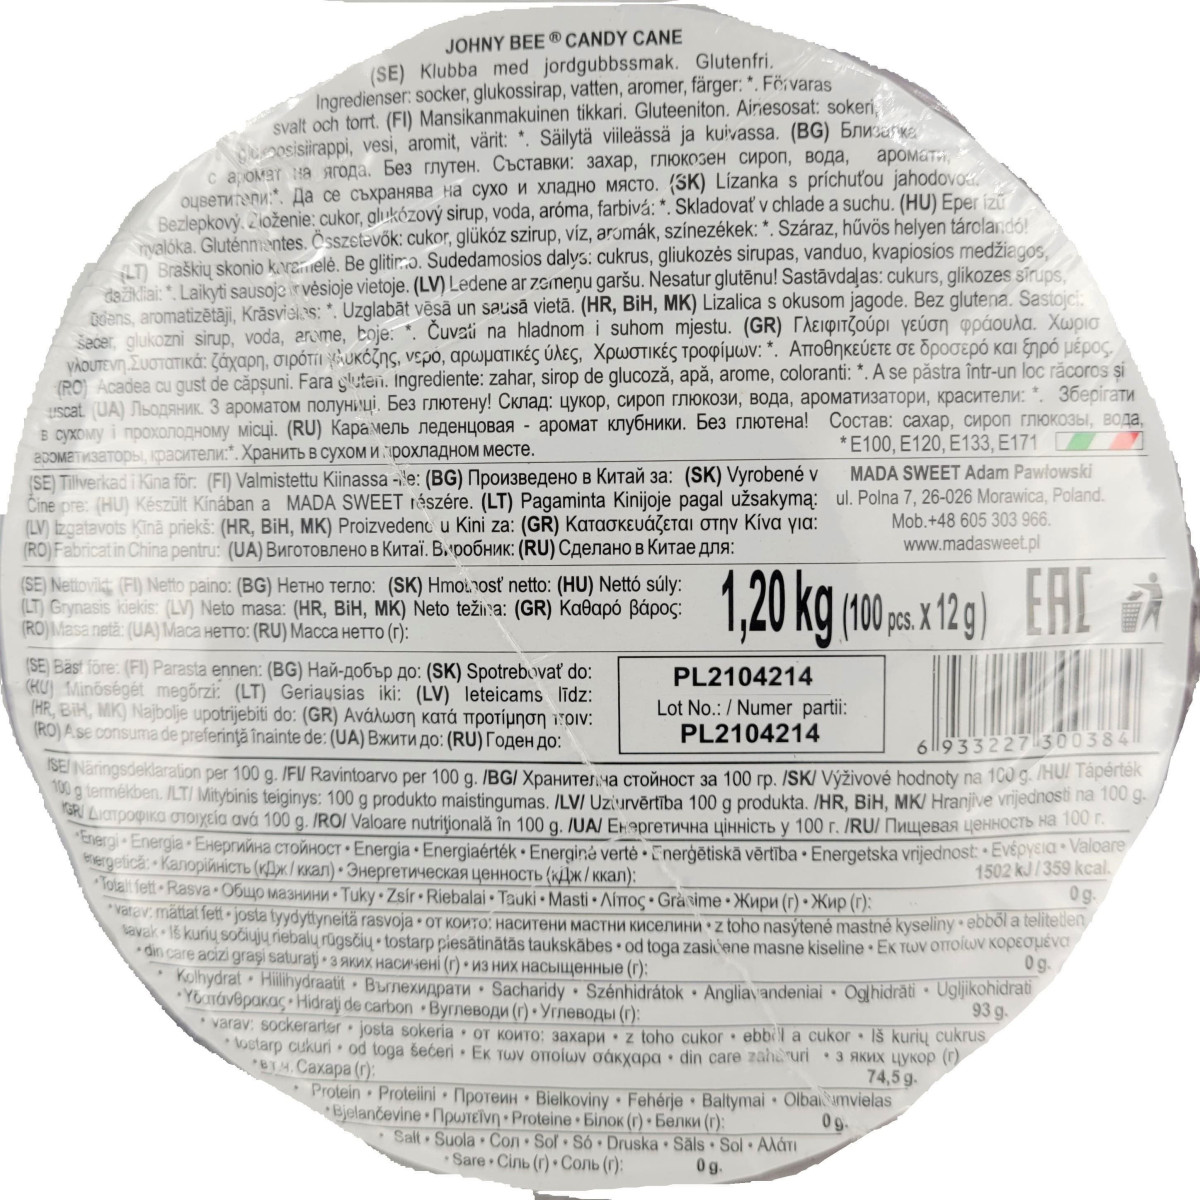 JOHNY BEE® CANDY CANE
(SE) Klubba med jordgubbssmak. Glutenfri.
Ingredienser: socker, glukossirap, vatten, aromer, färger: *. Förvaras
svalt och torrt. (FI) Mansikanmakuinen tikkari. Gluteeniton. Ainesosat: sokeri,
glukoosisiirappi, vesi, aromit, värit: *. Säilytä viileässä ja kuivassa. (BG) Близалка
с аромат на ягода. Без глутен. Съставки: захар, глюкозен сироп, вода, аромати,
оцветители:*. Да се съхранява на сухо и хладно място. (SK) Lízanka s príchuťou jahodovou.
Bezlepkový. Zloženie: cukor, glukózový sirup, voda, aróma, farbivá: *. Skladovať v chlade a suchu. (HU) Eper ízű
nyalóka. Gluténmentes. Összetevők: cukor, glükóz szirup, víz, aromák, színezékek: *. Száraz, hűvös helyen tárolandó!
(LT) Braškių skonio karamelė. Be glitimo. Sudedamosios dalys: cukrus, gliukozės sirupas, vanduo, kvapiosios medžiagos,
dažikliai: *. Laikyti sausoje ir vėsioje vietoje. (LV) Ledene ar zemeņu garšu. Nesatur glutēnu! Sastāvdaļas: cukurs, glikozes sīrups,
ūdens, aromatizētāji, Krāsvielas: *. Uzglabāt vēsā un sausā vietā. (HR, BiH, MK) Lizalica s okusom jagode. Bez glutena. Sastojci:
šećer, glukozni sirup, voda, arome, boje: *. Čuvati na hladnom i suhom mjestu. (GR) Γλειφιτζούρι γεύση φράουλα. Χωρισ
γλουτενη.Συστατικά: ζάχαρη, σιρόπι γλυκόζης, νερο, αρωματικές ύλες, Χρωστικές τροφίμων: *. Αποθηκεύετε σε δροσερό και ξηρό μέρος.
(RO) Acadea cu gust de căpșuni. Fara gluten. Ingrediente: zahar, sirop de glucoză, apă, arome, coloranti: *. A se păstra într-un loc răcoros și
uscat. (UA) Льодяник. З ароматом полуниці. Без глютену! Склад: цукор, сироп глюкози, вода, ароматизатори, красители: *. Зберігати
в сухому і прохолодному місці. (RU) Карамель леденцовая - аромат клубники. Без глютена! Состав: сахар, сироп глюкозы, вода,
ароматизаторы, красители:*. Хранить в сухом и прохладном месте.
* E100, E120, E133, E171
(SE) Tillverkad i Kina för: (FI) Valmistettu Kiinassa -lle: (BG) Произведено в Китай за: (SK) Vyrobené v
Číne pre: (HU) Készült Kínában a MADA SWEET részére. (LT) Pagaminta Kinijoje pagal užsakymą:
(LV) Izgatavots Ķīnā priekš: (HR, BiH, MK) Proizvedeno u Kini za: (GR) Κατασκευάζεται στην Κίνα για:
(RO) Fabricat in China pentru: (UA) Виготовлено в Китаї. Виробник: (RU) Сделано в Китае для:
MADA SWEET Adam Pawłowski
ul. Polna 7, 26-026 Morawica, Poland.
Mob.+48 605 303 966.
www.madasweet.pl
(SE) Nettovikt: (FI) Netto paino: (BG) Нетно тегло: (SK) Hmotnosť netto: (HU) Nettó súly:
(LT) Grynasis kiekis: (LV) Neto masa: (HR, BiH, MK) Neto težina: (GR) Καθαρό βάρος:
(RO) Masa netă: (UA) Маса нетто: (RU) Масса нетто (г):
1,20 kg (100 pcs. x 12 g)
EAC
(SE) Bäst före: (FI) Parasta ennen: (BG) Най-добър до: (SK) Spotrebovať do:
(HU) Minőségét megőrzi: (LT) Geriausias iki: (LV) Ieteicams līdz:
(HR, BiH, MK) Najbolje upotrijebiti do: (GR) Ανάλωση κατά προτίμηση πριν:
(RO) A se consuma de preferinţă înainte de: (UA) Вжити до: (RU) Годен до:
PL2104214
Lot No.: / Numer partii:
PL2104214
6 933227 300384
/SE/ Näringsdeklaration per 100 g. /FI/ Ravintoarvo per 100 g. /BG/ Хранителна стойност за 100 гр. /SK/ Výživové hodnoty na 100 g. /HU/ Tápérték
100 g termékben. /LT/ Mitybinis teiginys: 100 g produkto maistingumas. /LV/ Uzturvērtība 100 g produkta. /HR, BiH, MK/ Hranjive vrijednosti na 100 g.
/GR/ Διατροφικα στοιχεία ανά 100 g. /RO/ Valoare nutriţională în 100 g. /UA/ Енергетична цінність у 100 г. /RU/ Пищевая ценность на 100 г.
*Energi • Energia • Енергийна стойност • Energia • Energiaérték • Energinė vertė • Enerģētiskā vērtība • Energetska vrijednost: • Ενέργεια • Valoare
energetică: • Калорійність (кДж / ккал) • Энергетическая ценность (кДж / ккал):
1502 kJ / 359 kcal.
*Totalt fett • Rasva • Общо мазнини • Tuky • Zsír • Riebalai • Tauki • Masti • Λίπος • Grăsime • Жири (г) • Жир (г):
0 g.
*varav: mättat fett • josta tyydyttyneitä rasvoja • от които: наситени мастни киселини • z toho nasýtené mastné kyseliny • ebből a telítetlen
savak • Iš kurių sočiųjų riebalų rūgsčių • tostarp piesātinātās taukskābes • od toga zasićene masne kiseline • Εκ των οποίων κορεσμένα
• din care acizi graşi saturaţi • з яких насичені (г) • из них насыщенные (г):
0 g.
* Kolhydrat • Hiilihydraatit • Въглехидрати • Sacharidy • Szénhidrátok • Angliavandeniai • Ogļhidrāti • Ugljikohidrati
• Υδατάνθρακας • Hidraţi de carbon • Вуглеводи (г) • Углеводы (г):
93 g.
* varav: sockerarter • josta sokeria • от които: захари • z toho cukor • ebből a cukor • Iš kurių cukrus
• tostarp cukuri • od toga šećeri • Εκ των οποίων σάκχαρα • din care zaharuri • з яких цукор (г)
• в т.ч. Сахара (г):
74,5 g.
* Protein • Proteiini • Протеин • Bielkoviny • Fehérje • Baltymai • Olbaltumvielas
• Bjelančevine • Πρωτεΐνη • Proteine • Білок (г) • Белки (г):
0 g.
* Salt • Suola • Сол • Soľ • Só • Druska • Sāls • Sol • Αλάτι
• Sare • Сіль (г) • Соль (г):
0 g.